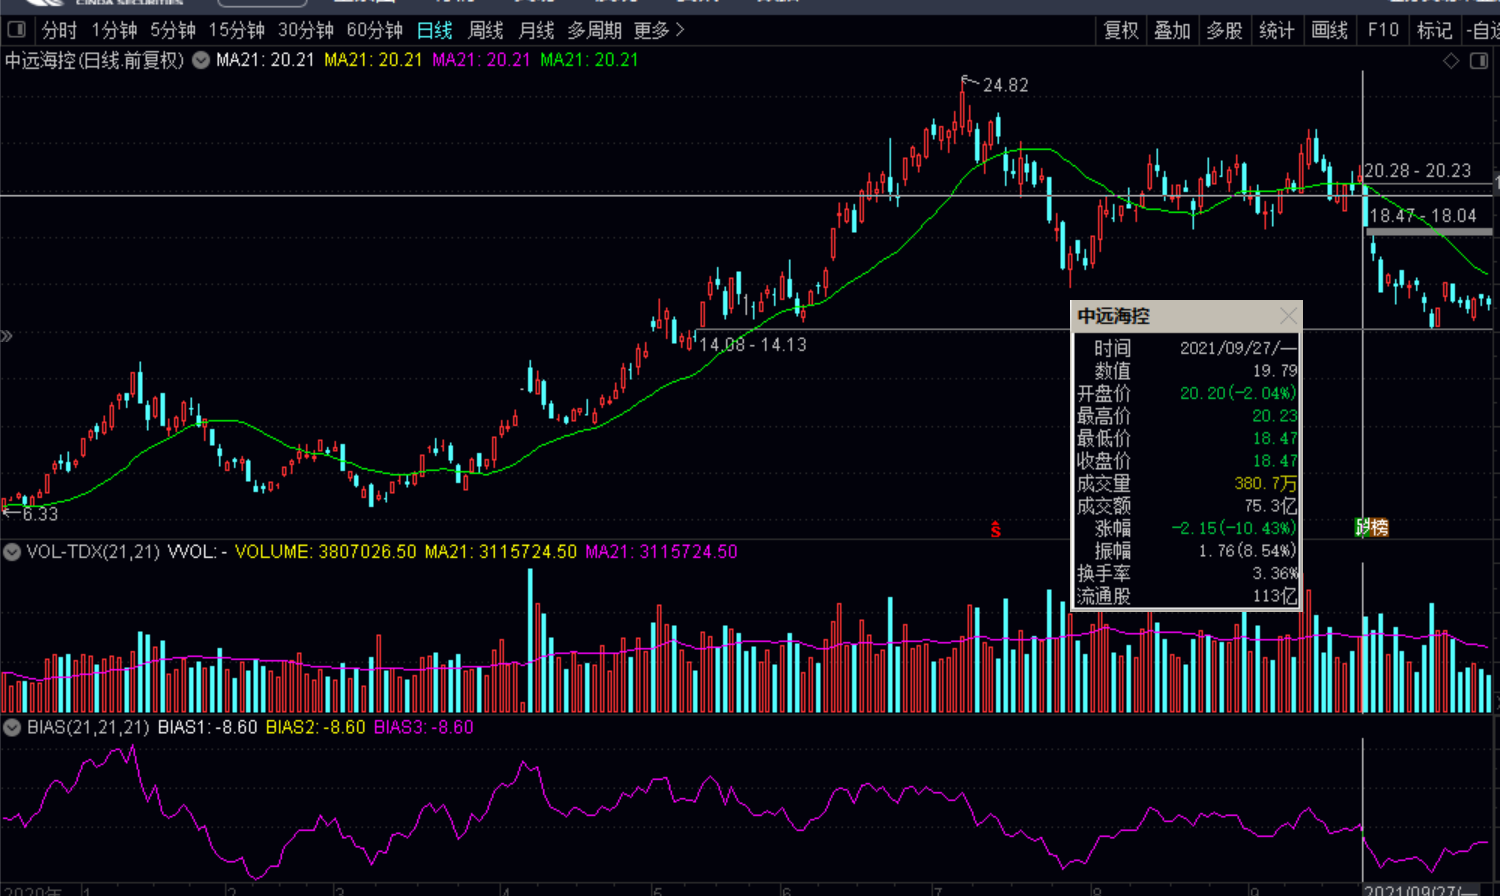 CINDA SECURITIES
分时 1分钟 5分钟 15分钟 30分钟 60分钟 日线 周线 月线 多周期 更多 复权 叠加 多股 统计 画线 F10 标记 -自选
中远海控(日线.前复权) MA21: 20.21 MA21: 20.21 MA21: 20.21 MA21: 20.21
24.82
20.28 - 20.23
18.47 - 18.04
14.08 - 14.13
6.33
中远海控
时间 2021/09/27/一
数值 19.79
开盘价 20.20(-2.04%)
最高价 20.23
最低价 18.47
收盘价 18.47
成交量 380.7万
成交额 75.3亿
涨幅 -2.15(-10.43%)
振幅 1.76(8.54%)
换手率 3.36%
流通股 113亿
S
跌榜
VOL-TDX(21,21) VVOL: - VOLUME: 3807026.50 MA21: 3115724.50 MA21: 3115724.50
BIAS(21,21,21) BIAS1: -8.60 BIAS2: -8.60 BIAS3: -8.60
2020年 1 2 3 4 5 6 7 8 9 2021/09/27/一